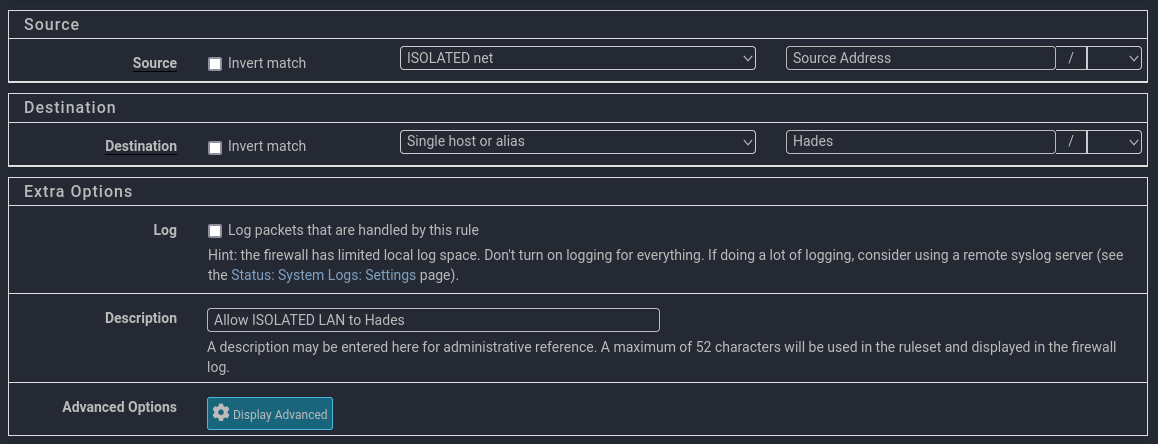 Source
Source Invert match ISOLATED net Source Address /
Destination
Destination Invert match Single host or alias Hades /
Extra Options
Log Log packets that are handled by this rule
Hint: the firewall has limited local log space. Don't turn on logging for everything. If doing a lot of logging, consider using a remote syslog server (see
the Status: System Logs: Settings page).
Description Allow ISOLATED LAN to Hades
A description may be entered here for administrative reference. A maximum of 52 characters will be used in the ruleset and displayed in the firewall
log.
Advanced Options Display Advanced